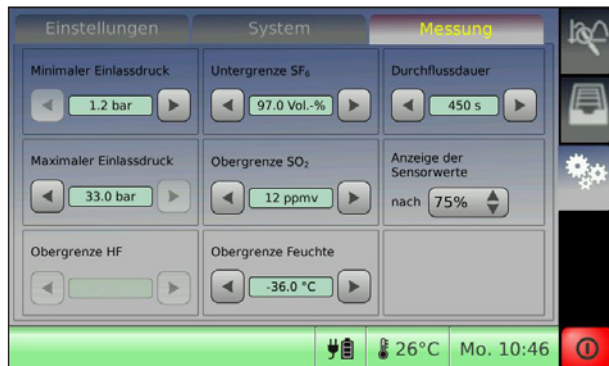 Einstellungen
System
Messung
Minimaler Einlassdruck
1.2 bar
Untergrenze SF₆
97.0 Vol.-%
Durchflussdauer
450 s
Maximaler Einlassdruck
33.0 bar
Obergrenze SO₂
12 ppmv
Anzeige der
Sensorwerte
nach 75%
Obergrenze HF
Obergrenze Feuchte
-36.0 °C
26°C
Mo. 10:46